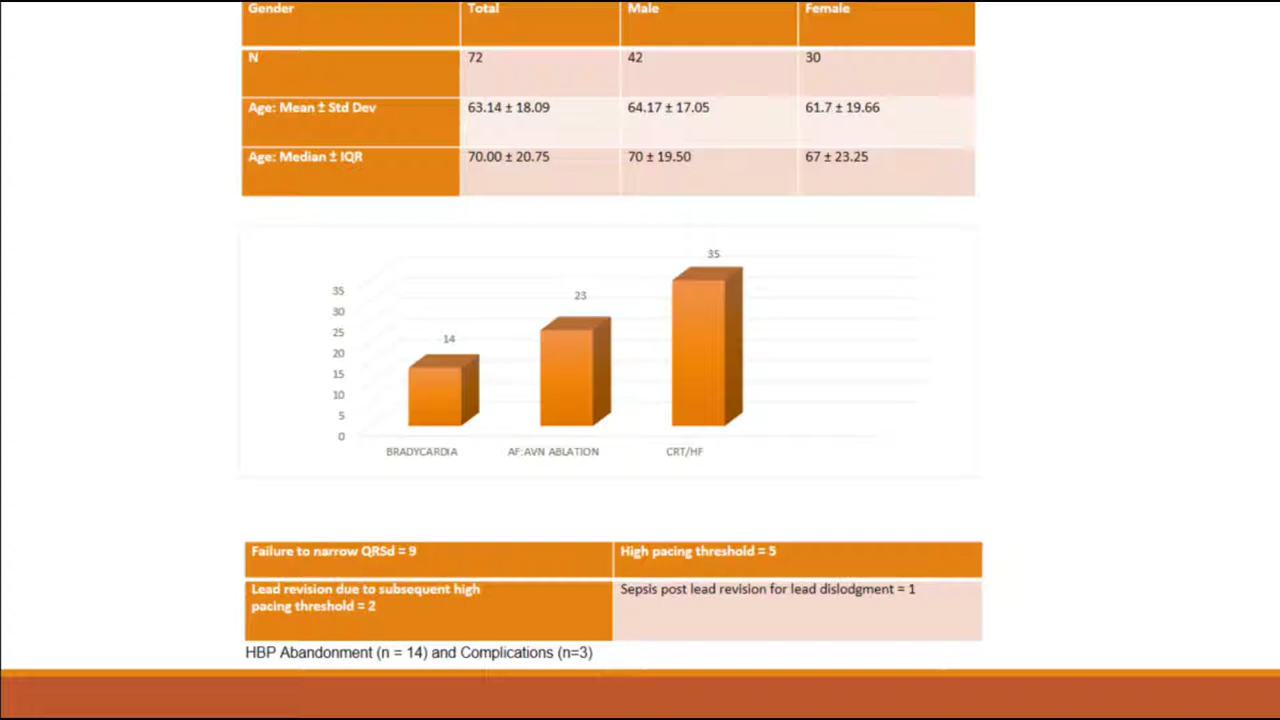 Gender Total Male Female
N 72 42 30
Age: Mean ± Std Dev 63.14 ± 18.09 64.17 ± 17.05 61.7 ± 19.66
Age: Median ± IQR 70.00 ± 20.75 70 ± 19.50 67 ± 23.25
35
30
25
20
15
10
5
0
14
23
35
BRADYCARDIA
AF:AVN ABLATION
CRT/HF
Failure to narrow QRSd = 9 High pacing threshold = 5
Lead revision due to subsequent high
pacing threshold = 2
Sepsis post lead revision for lead dislodgment = 1
HBP Abandonment (n = 14) and Complications (n=3)